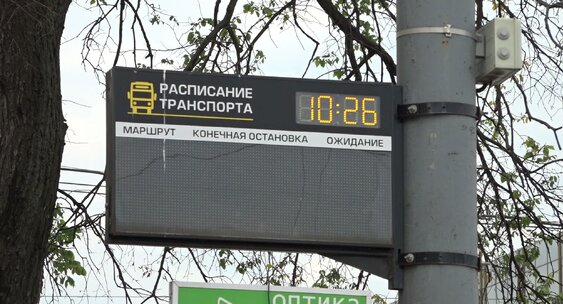 РАСПИСАНИЕ
ТРАНСПОРТА
10:26
МАРШРУТ КОНЕЧНАЯ ОСТАНОВКА ОЖИДАНИЕ
ОПТИКА